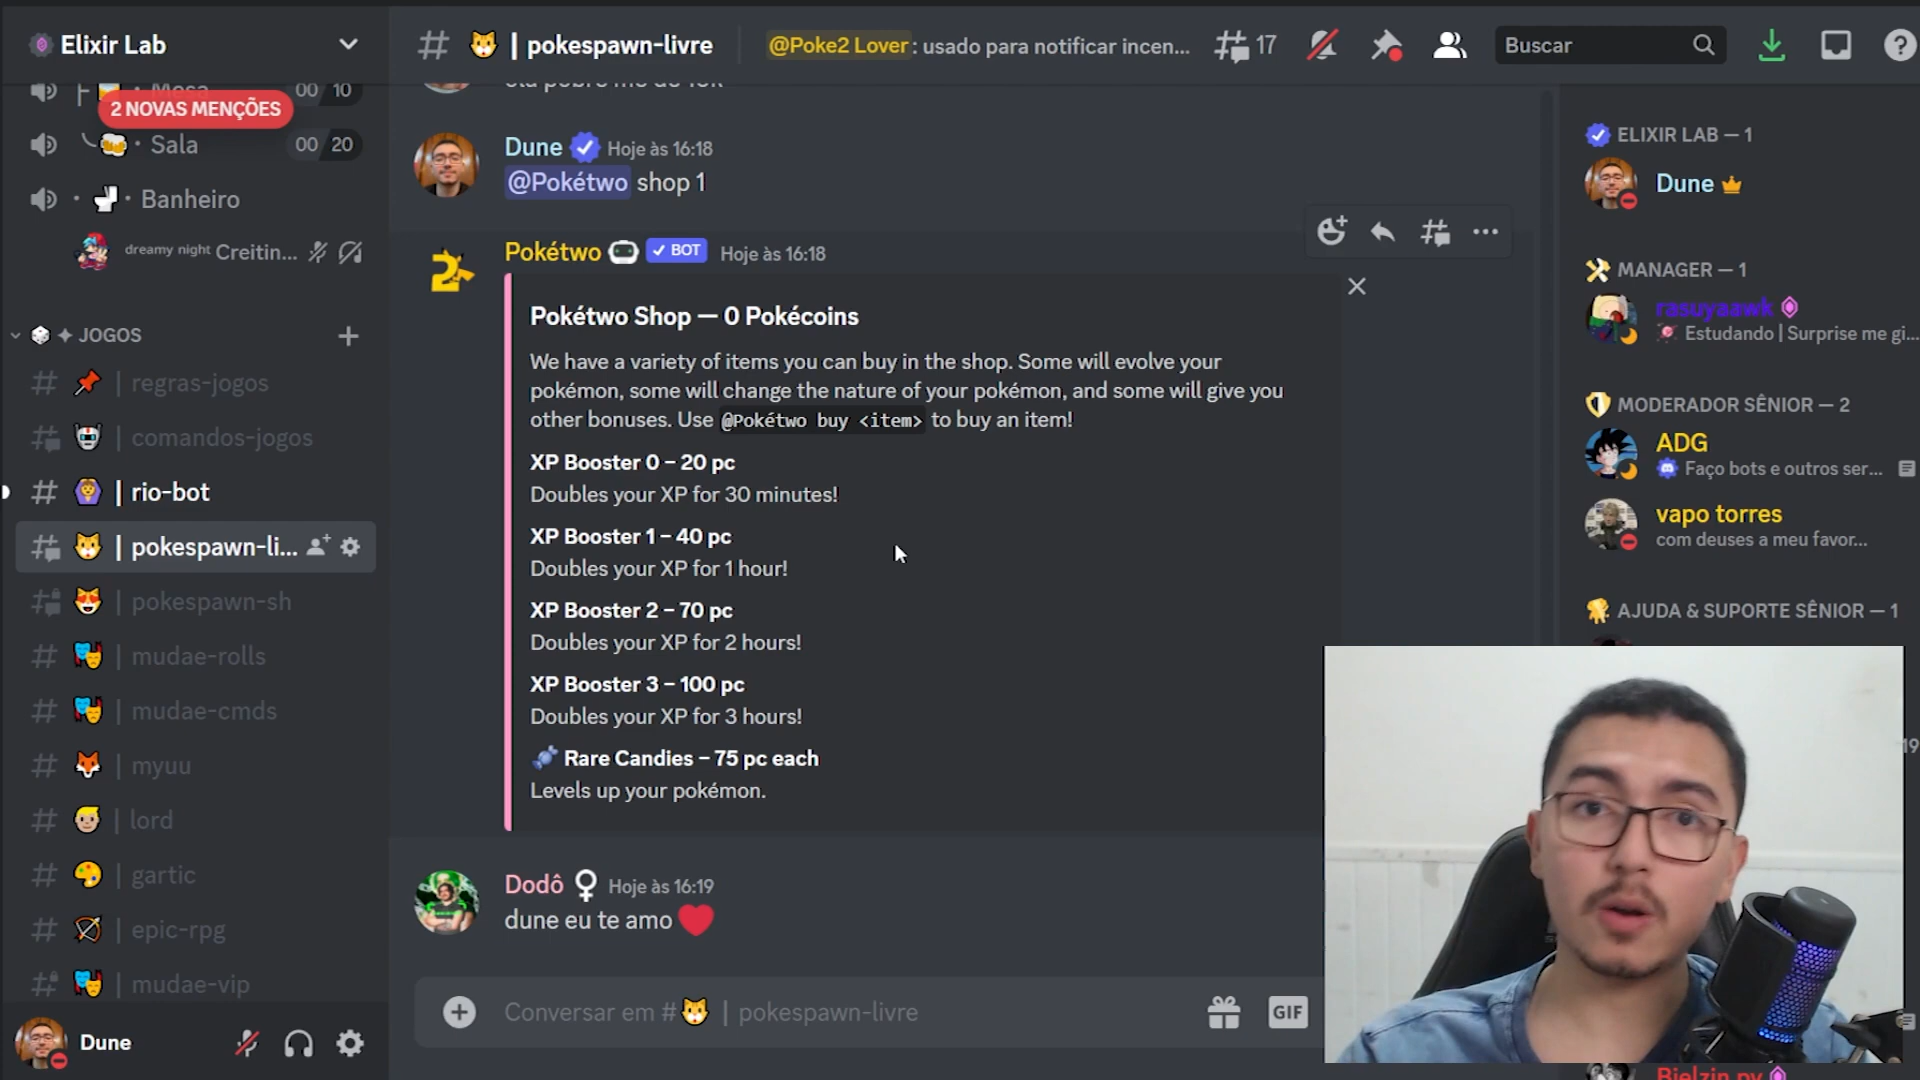 Elixir Lab
Mesa
00 10
2 NOVAS MENÇÕES
Sala
00 20
Banheiro
dreamy night Creitin...
JOGOS
regras-jogos
comandos-jogos
rio-bot
pokespawn-li...
pokespawn-sh
mudae-rolls
mudae-cmds
myuu
lord
gartic
epic-rpg
mudae-vip
Dune
| pokespawn-livre
@Poke2 Lover : usado para notificar incen...
17
Buscar
Dune Hoje às 16:18
@Pokétwo shop 1
Pokétwo BOT Hoje às 16:18
Pokétwo Shop — 0 Pokécoins
We have a variety of items you can buy in the shop. Some will evolve your
pokémon, some will change the nature of your pokémon, and some will give you
other bonuses. Use @Pokétwo buy <item> to buy an item!
XP Booster 0 – 20 pc
Doubles your XP for 30 minutes!
XP Booster 1 – 40 pc
Doubles your XP for 1 hour!
XP Booster 2 – 70 pc
Doubles your XP for 2 hours!
XP Booster 3 – 100 pc
Doubles your XP for 3 hours!
Rare Candies – 75 pc each
Levels up your pokémon.
Dodô Hoje às 16:19
dune eu te amo
Conversar em # | pokespawn-livre
GIF
ELIXIR LAB — 1
Dune
MANAGER — 1
rasuyaawk
Estudando | Surprise me gi...
MODERADOR SÊNIOR — 2
ADG
Faço bots e outros ser...
vapo torres
com deuses a meu favor...
AJUDA & SUPORTE SÊNIOR — 1
19
Bielzin.py